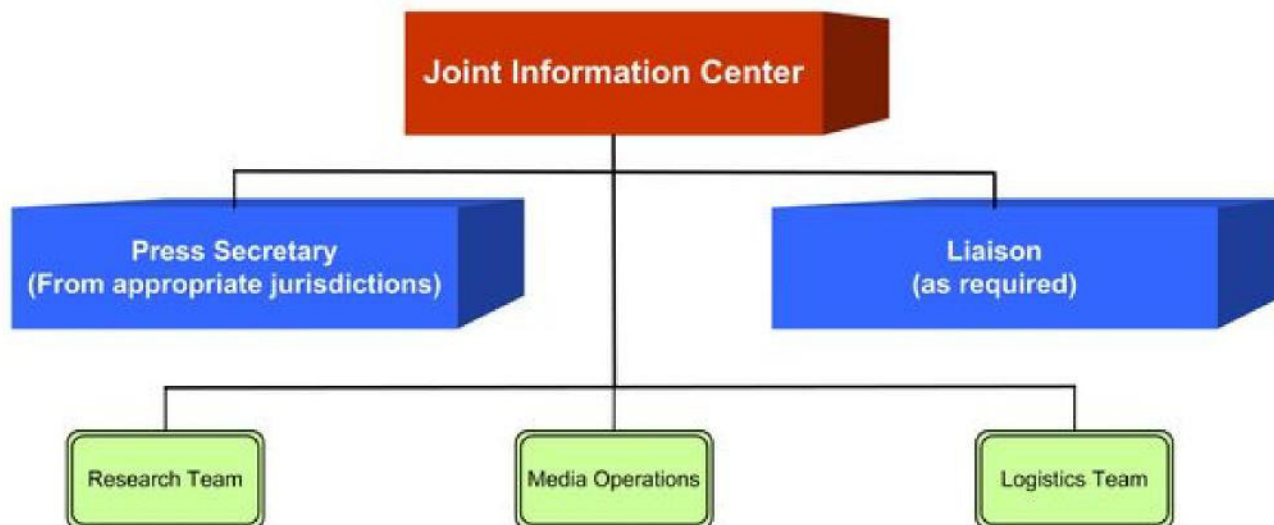 Joint Information Center
Press Secretary
(From appropriate jurisdictions)
Liaison
(as required)
Research Team
Media Operations
Logistics Team